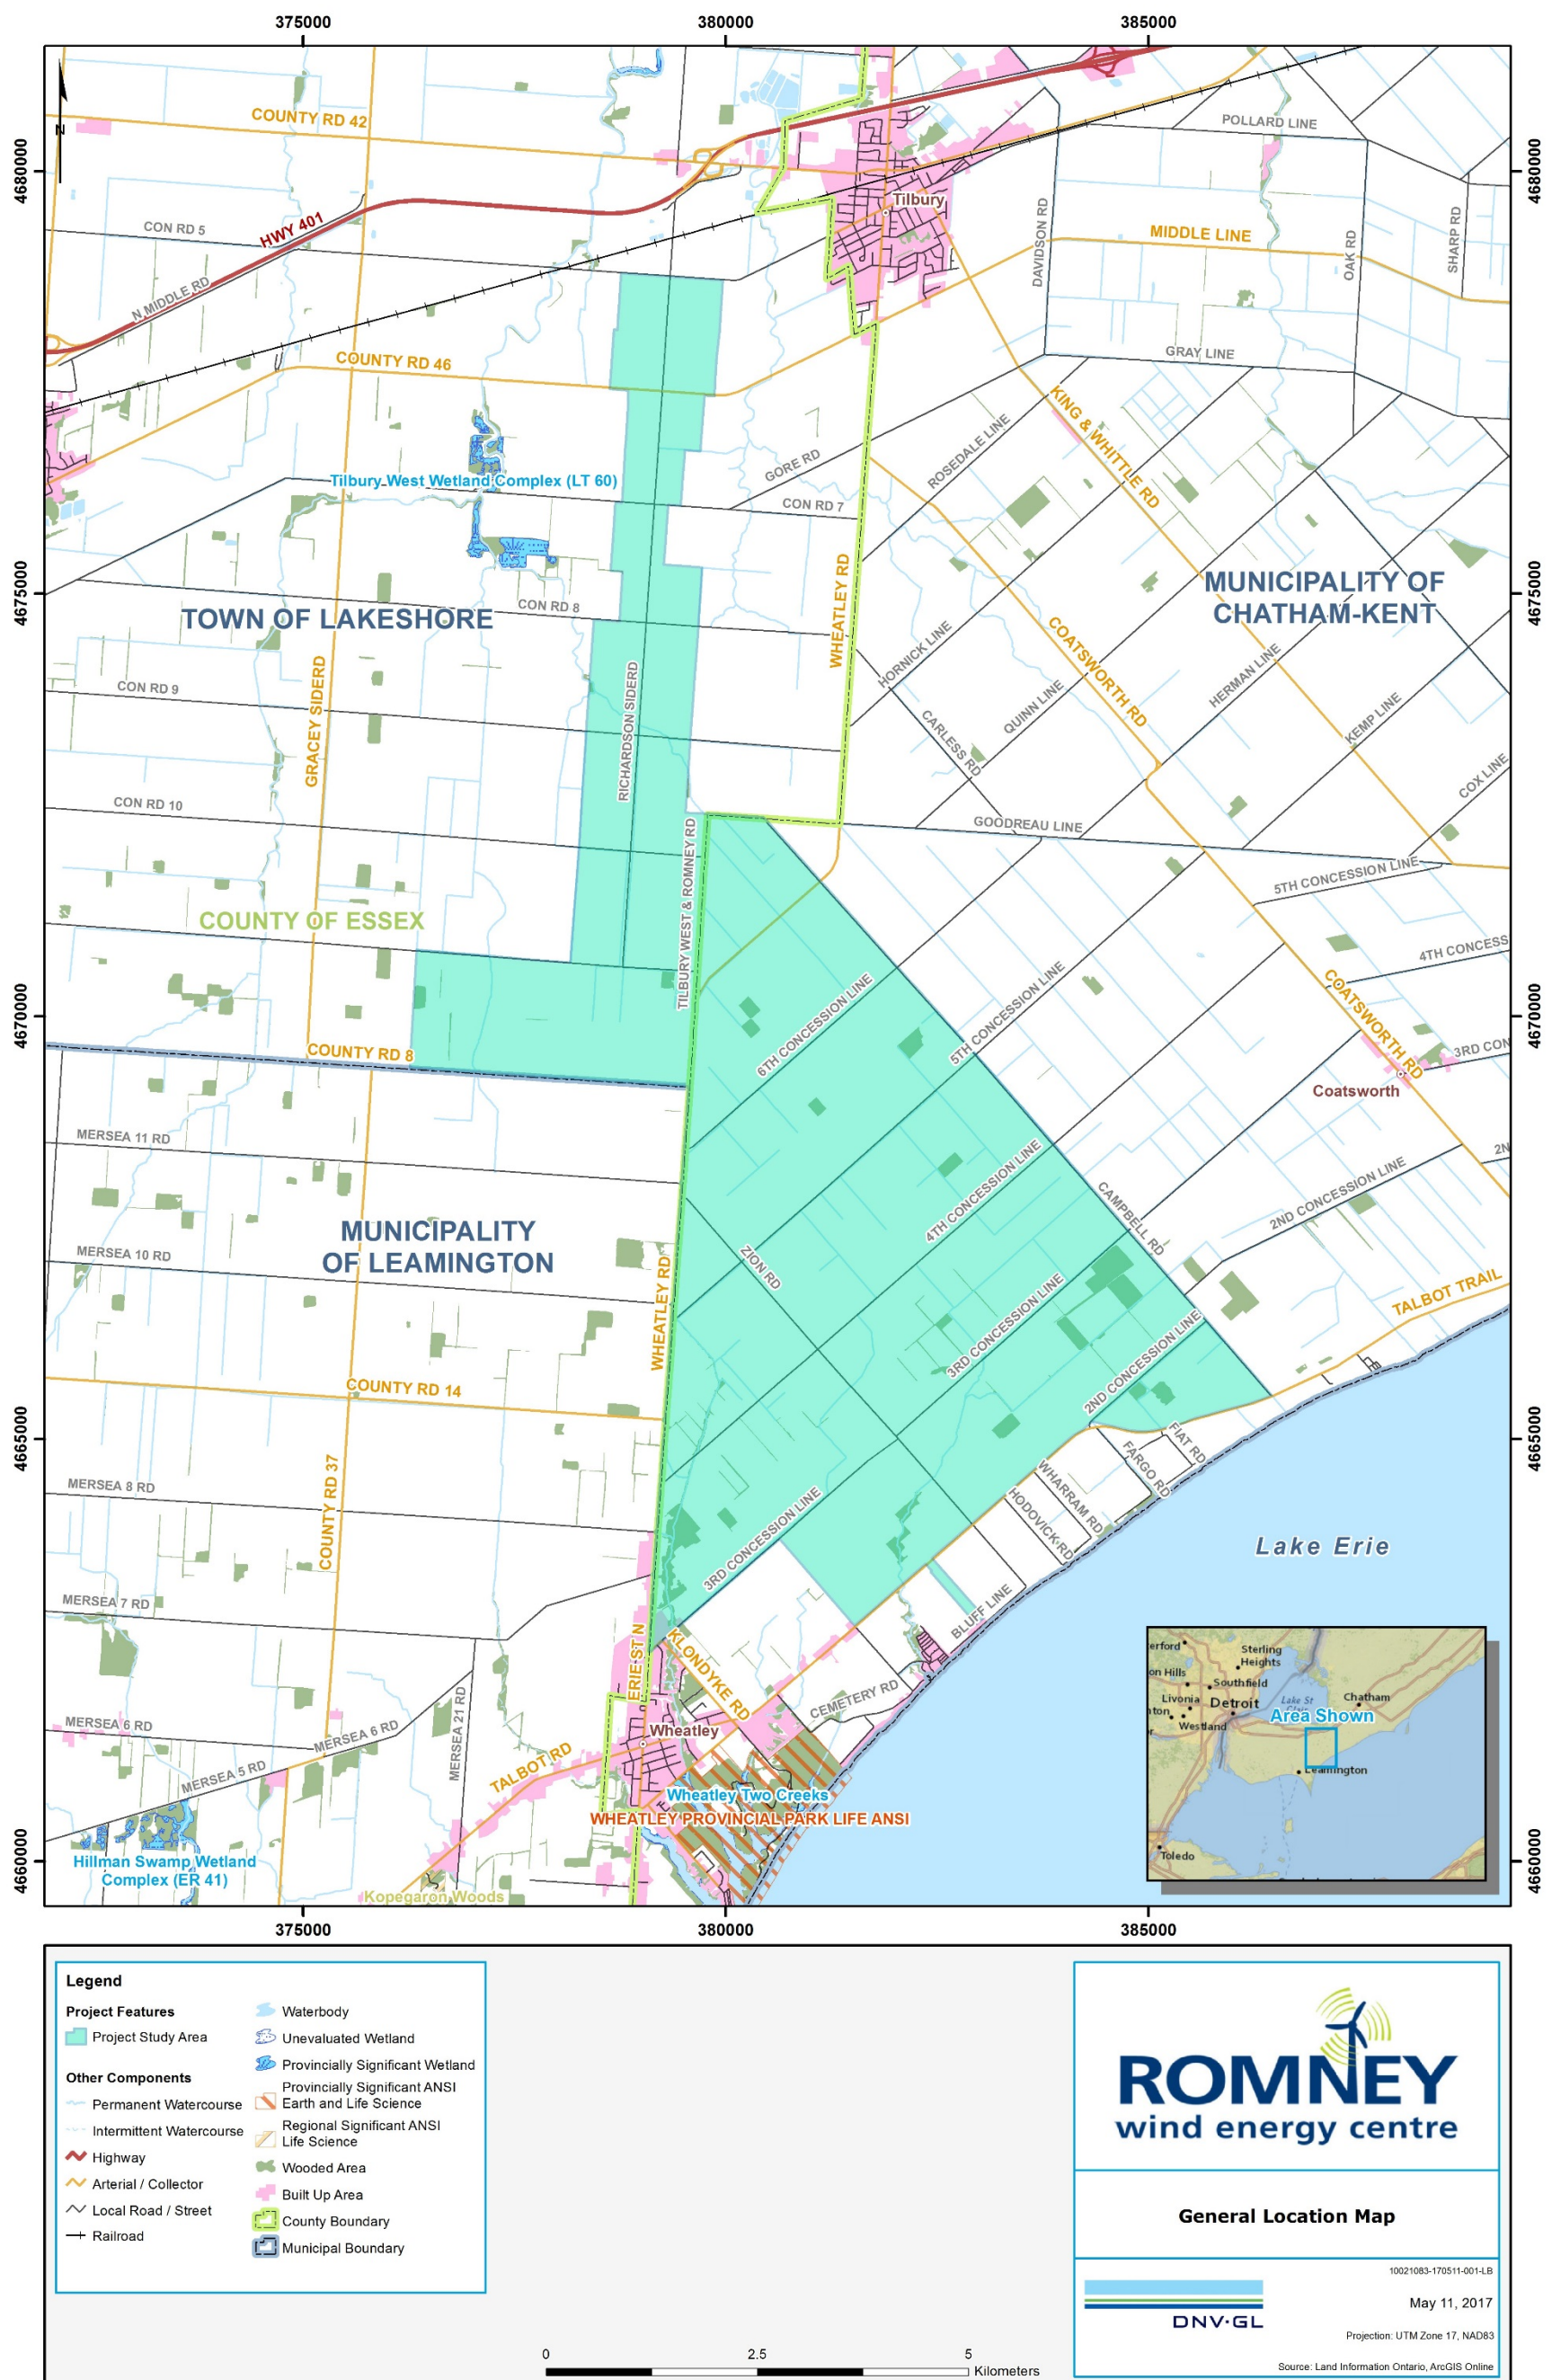 375000
380000
385000
4680000
4680000
4675000
4675000
4670000
4670000
4665000
4665000
4660000
4660000
N
COUNTY RD 42
POLLARD LINE
Tilbury
CON RD 5
HWY 401
N MIDDLE RD
DAVIDSON RD
MIDDLE LINE
OAK RD
SHARP RD
COUNTY RD 46
GRAY LINE
KING & WHITTLE RD
ROSEDALE LINE
GORE RD
Tilbury West Wetland Complex (LT 60)
CON RD 7
WHEATLEY RD
MUNICIPALITY OF
CHATHAM-KENT
TOWN OF LAKESHORE
CON RD 8
COATSWORTH RD
HORNICK LINE
HERMAN LINE
QUINN LINE
KEMP LINE
CARLESS RD
COX LINE
GRACEY SIDERD
RICHARDSON SIDERD
CON RD 9
CON RD 10
GOODREAU LINE
TILBURY WEST & ROMNEY RD
5TH CONCESSION LINE
COUNTY OF ESSEX
4TH CONCESS
6TH CONCESSION LINE
5TH CONCESSION LINE
COATSWORTH RD
3RD CON
COUNTY RD 8
Coatsworth
MERSEA 11 RD
4TH CONCESSION LINE
2N
2ND CONCESSION LINE
CAMPBELL RD
MUNICIPALITY
OF LEAMINGTON
MERSEA 10 RD
ZION RD
WHEATLEY RD
3RD CONCESSION LINE
TALBOT TRAIL
2ND CONCESSION LINE
COUNTY RD 14
FIAT RD
FARGO RD
WHARRAM RD
HODOVICK RD
MERSEA 8 RD
COUNTY RD 37
3RD CONCESSION LINE
Lake Erie
MERSEA 7 RD
BLUFF LINE
ERIE ST N
KLONDYKE RD
CEMETERY RD
MERSEA 6 RD
MERSEA 6 RD
MERSEA 21 RD
Wheatley
MERSEA 5 RD
TALBOT RD
Wheatley Two Creeks
WHEATLEY PROVINCIAL PARK LIFE ANSI
Hillman Swamp Wetland
Complex (ER 41)
Kopegaron Woods
erford
Sterling
Heights
on Hills
Southfield
Livonia
Detroit
Lake St
Chatham
nton
Westland
Area Shown
Leamington
Toledo
375000
380000
385000
Legend
Project Features
Project Study Area
Other Components
Permanent Watercourse
Intermittent Watercourse
Highway
Arterial / Collector
Local Road / Street
Railroad
Waterbody
Unevaluated Wetland
Provincially Significant Wetland
Provincially Significant ANSI
Earth and Life Science
Regional Significant ANSI
Life Science
Wooded Area
Built Up Area
County Boundary
Municipal Boundary
0
2.5
5
Kilometers
ROMNEY
wind energy centre
General Location Map
10021083-170511-001-LB
May 11, 2017
DNV·GL
Projection: UTM Zone 17, NAD83
Source: Land Information Ontario, ArcGIS Online